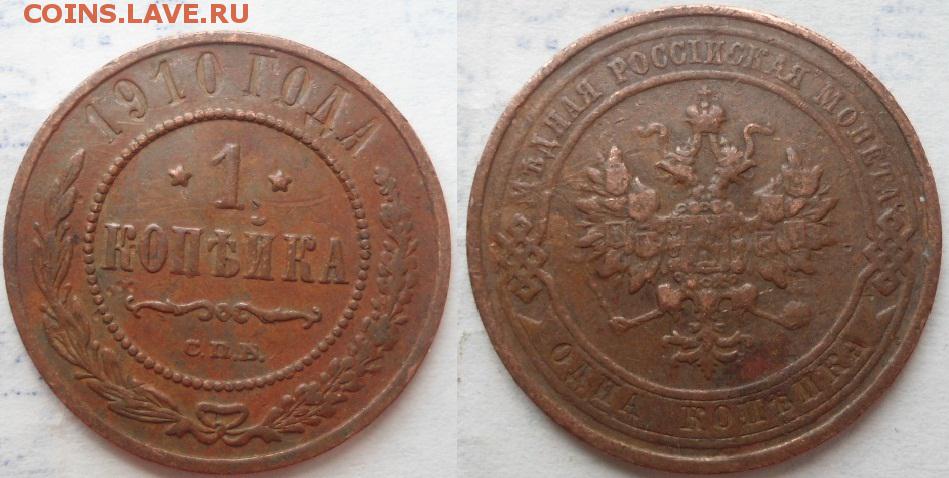 COINS.LAVE.RU
1910 ГОДА
1
КОПѢЙКА
С.П.Б.
МѢДНАЯ РОССІЙСКАЯ МОНЕТА
ОДНА КОПѢЙКА